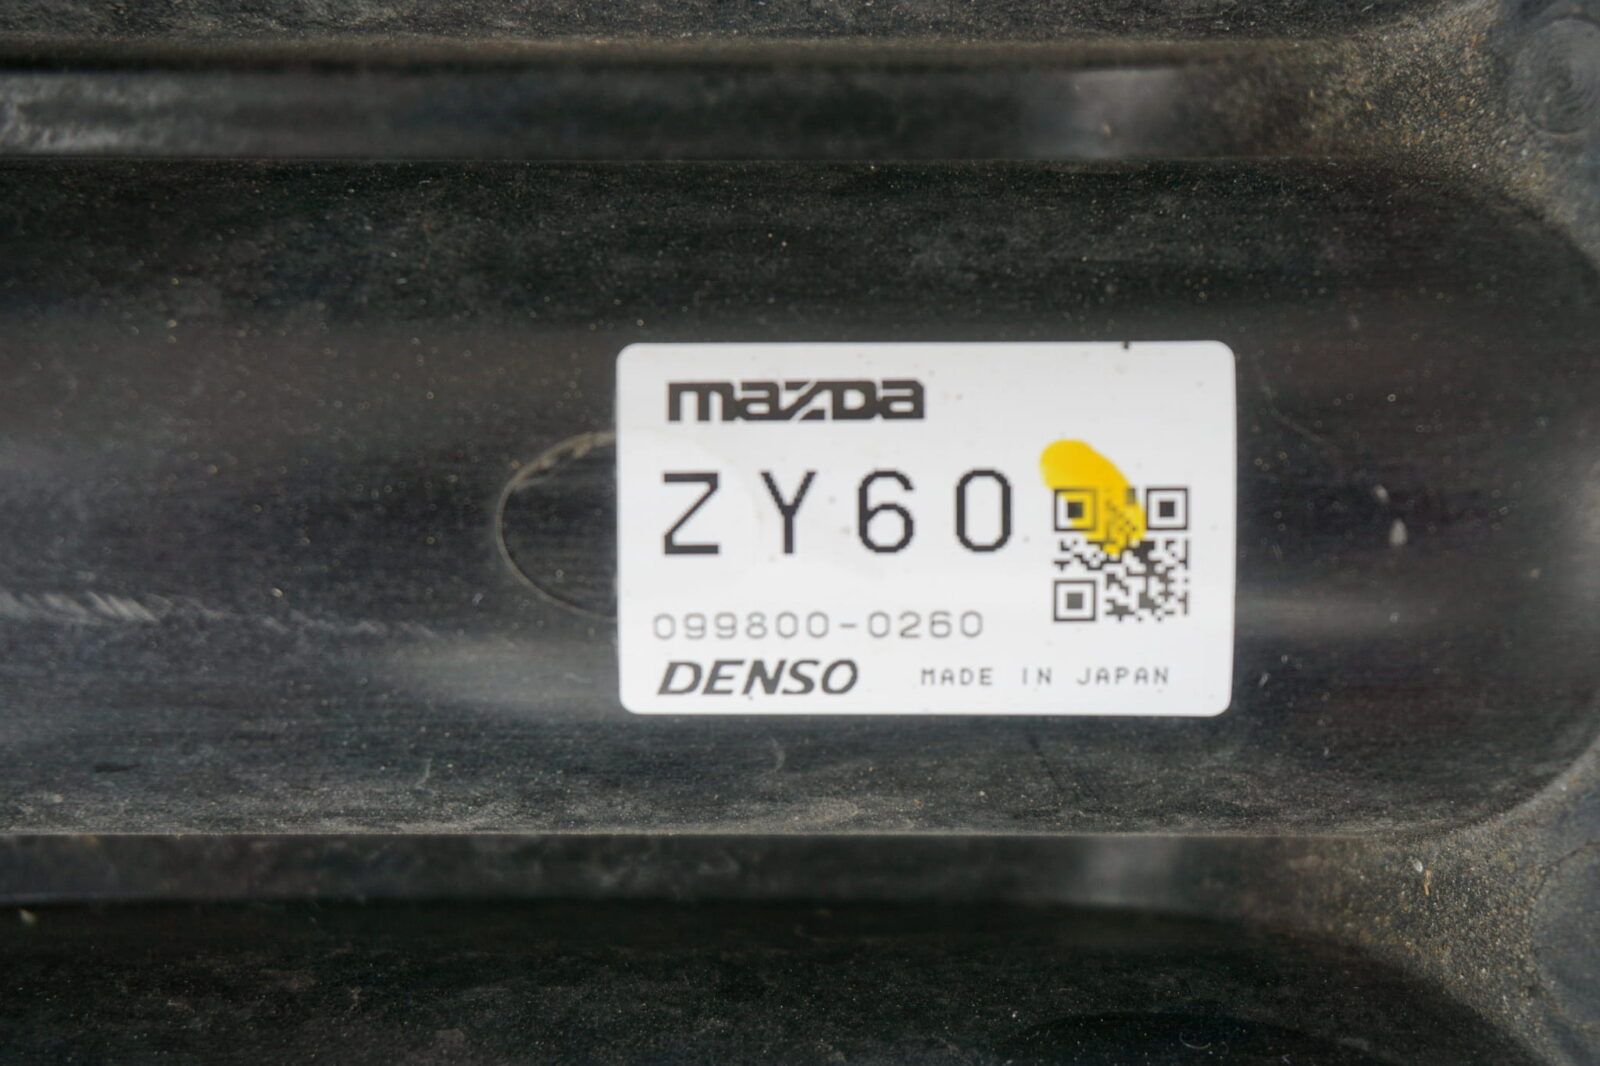 mazDa
ZY60
099800-0260
DENSO MADE IN JAPAN